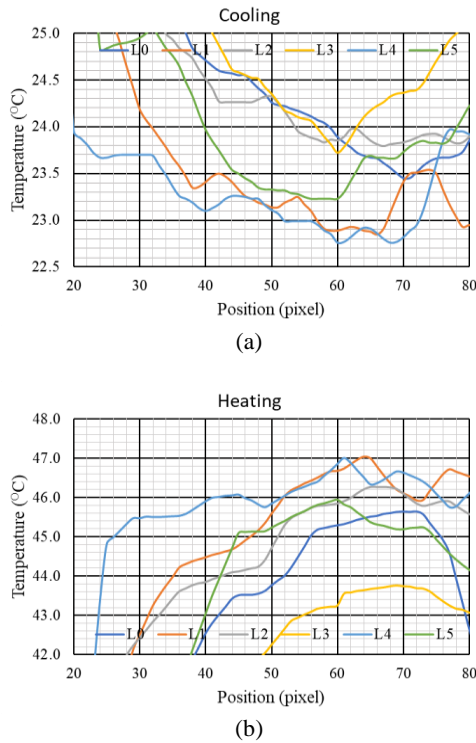 Cooling
25.0
24.5
24.0
23.5
23.0
22.5
Temperature (°C)
L0 L1 L2 L3 L4 L5
20 30 40 50 60 70 80
Position (pixel)
(a)
Heating
48.0
47.0
46.0
45.0
44.0
43.0
42.0
Temperature (°C)
L0 L1 L2 L3 L4 L5
20 30 40 50 60 70 80
Position (pixel)
(b)